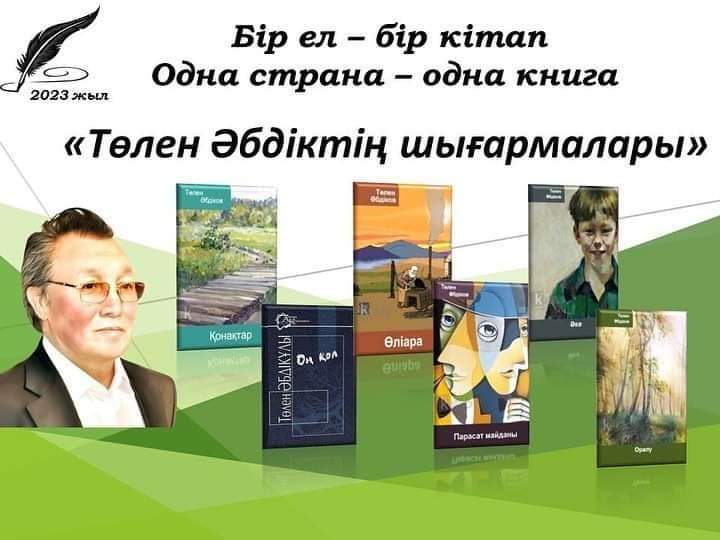 2023 жыл
Бір ел – бір кітап
Одна страна – одна книга
«Төлен Әбдіктің шығармалары»
Төлен
Әбдіков
Қонақтар
Төлен ӘБДІКҰЛЫ
Оң қол
Төлен
Әбдіков
Өліара
Төлен
Әбдіков
Парасат майданы
Төлен
Әбдіков
Әке
Төлен
Әбдіков
Оралу